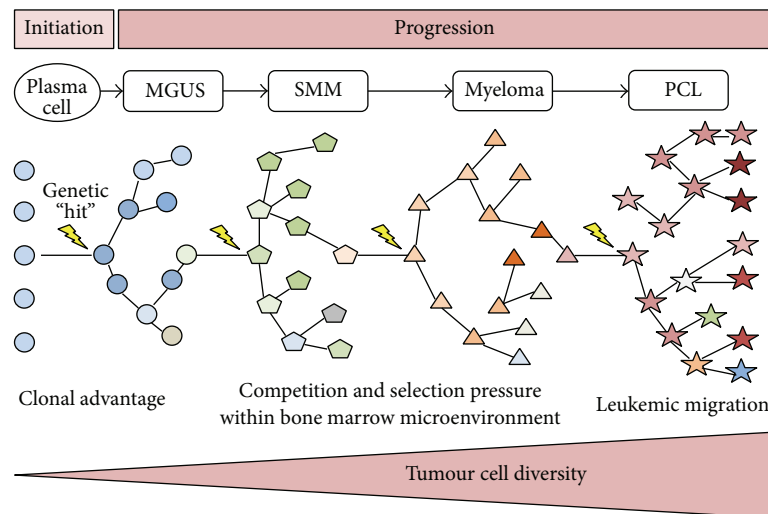 Initiation
Progression
Plasma
cell
MGUS
SMM
Myeloma
PCL
Genetic
“hit”
Clonal advantage
Competition and selection pressure
within bone marrow microenvironment
Leukemic migration
Tumour cell diversity